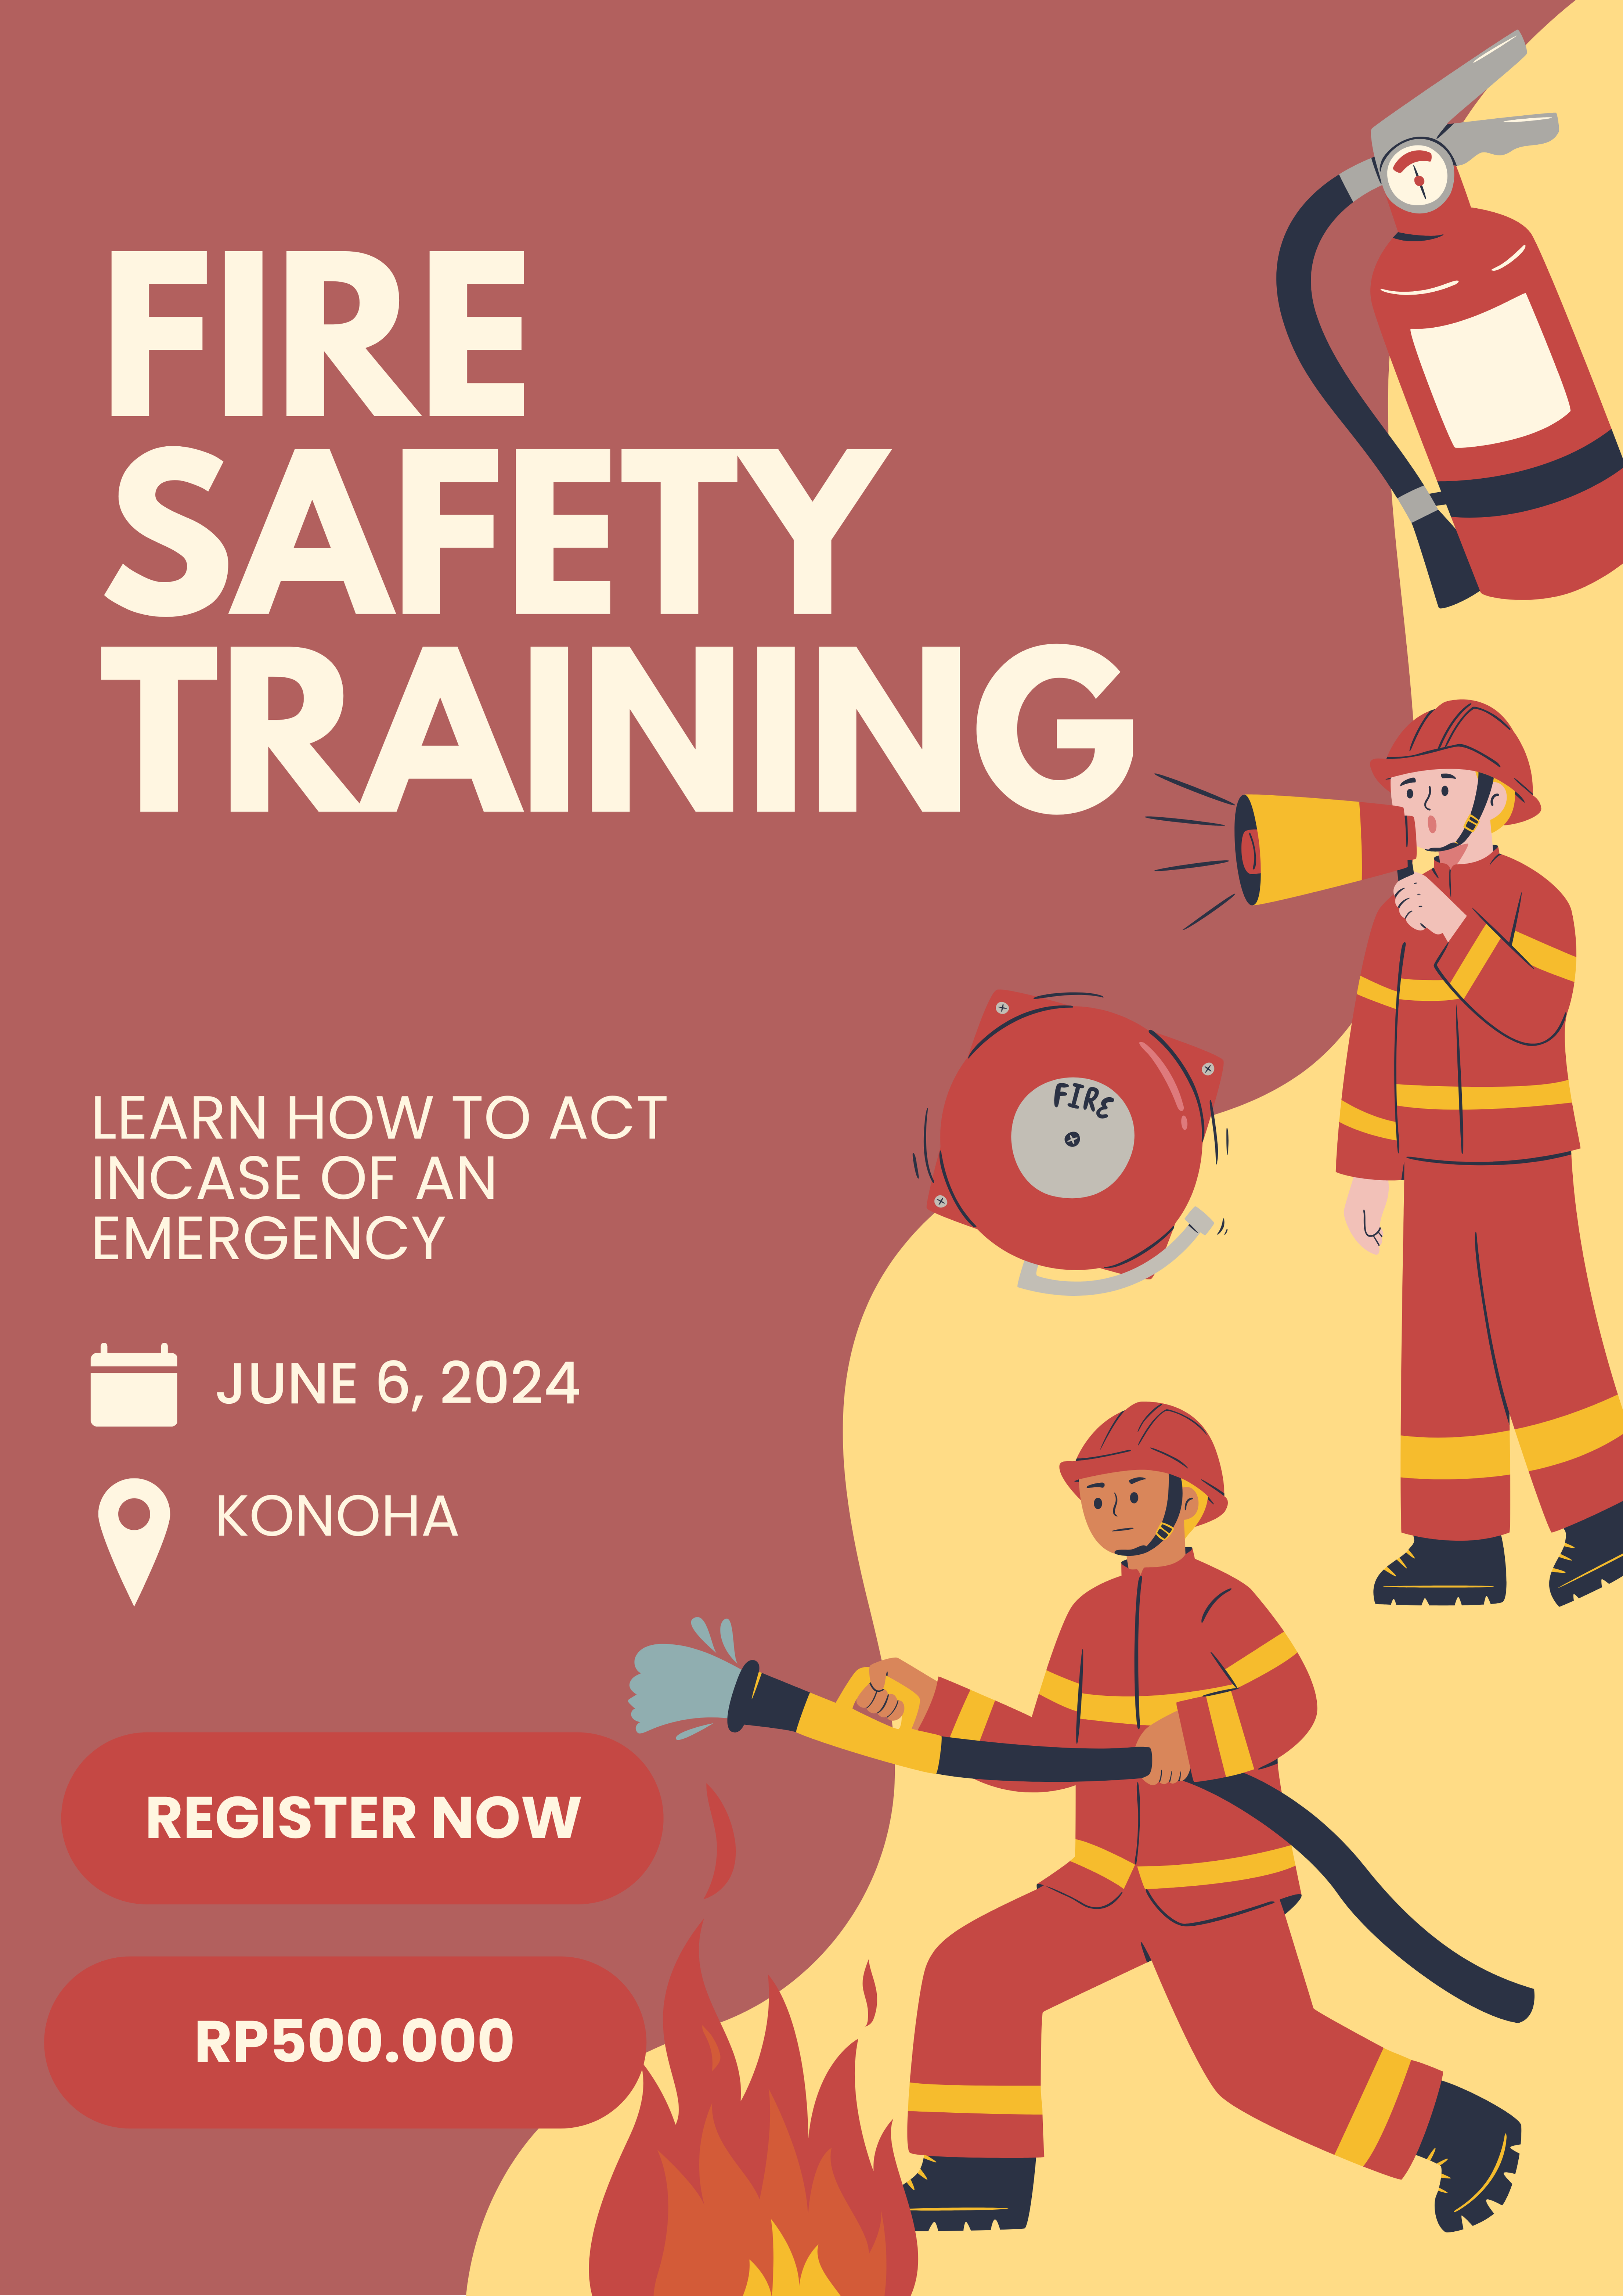 FIRE
SAFETY
TRAINING
FIRE
LEARN HOW TO ACT
INCASE OF AN
EMERGENCY
JUNE 6, 2024
KONOHA
REGISTER NOW
RP500.000